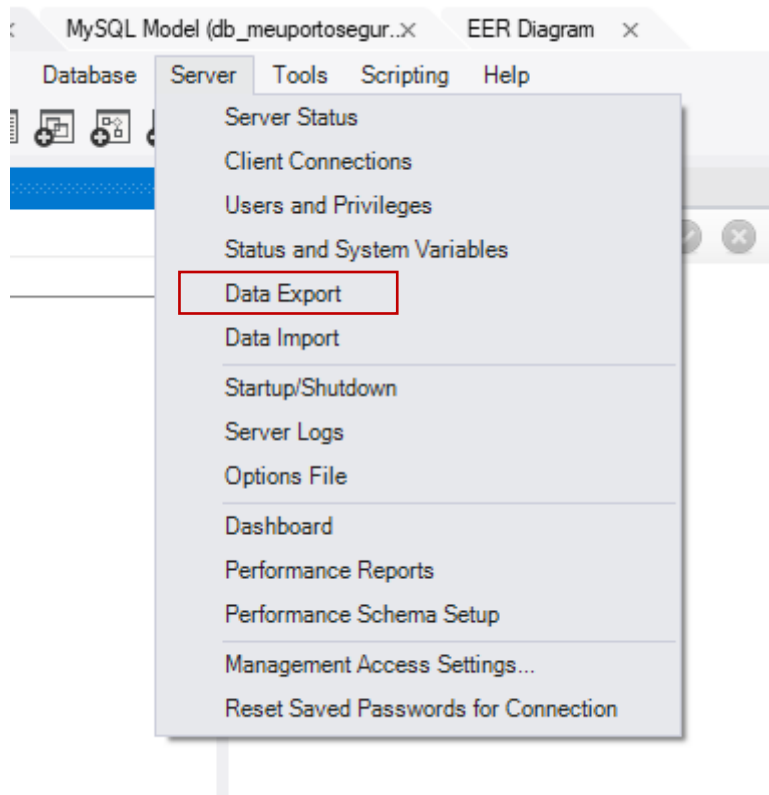 MySQL Model (db_meuportosegur.. EER Diagram
Database Server Tools Scripting Help
Server Status
Client Connections
Users and Privileges
Status and System Variables
Data Export
Data Import
Startup/Shutdown
Server Logs
Options File
Dashboard
Performance Reports
Performance Schema Setup
Management Access Settings...
Reset Saved Passwords for Connection